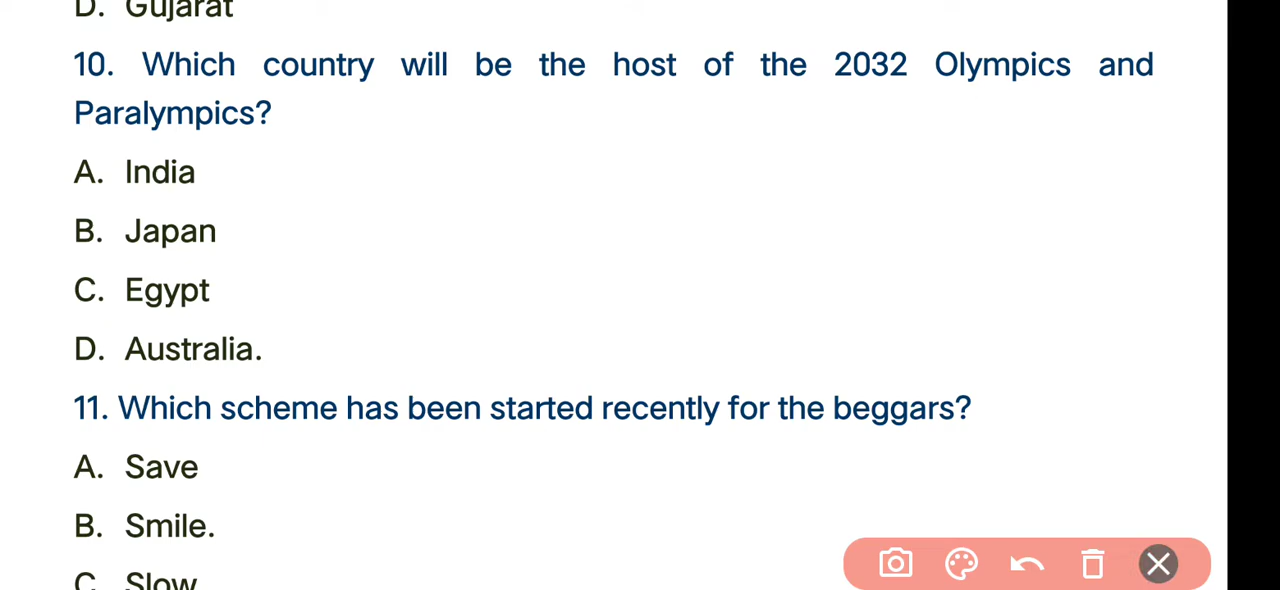 D. Gujarat
10. Which country will be the host of the 2032 Olympics and
Paralympics?
A. India
B. Japan
C. Egypt
D. Australia.
11. Which scheme has been started recently for the beggars?
A. Save
B. Smile.
C. Slow